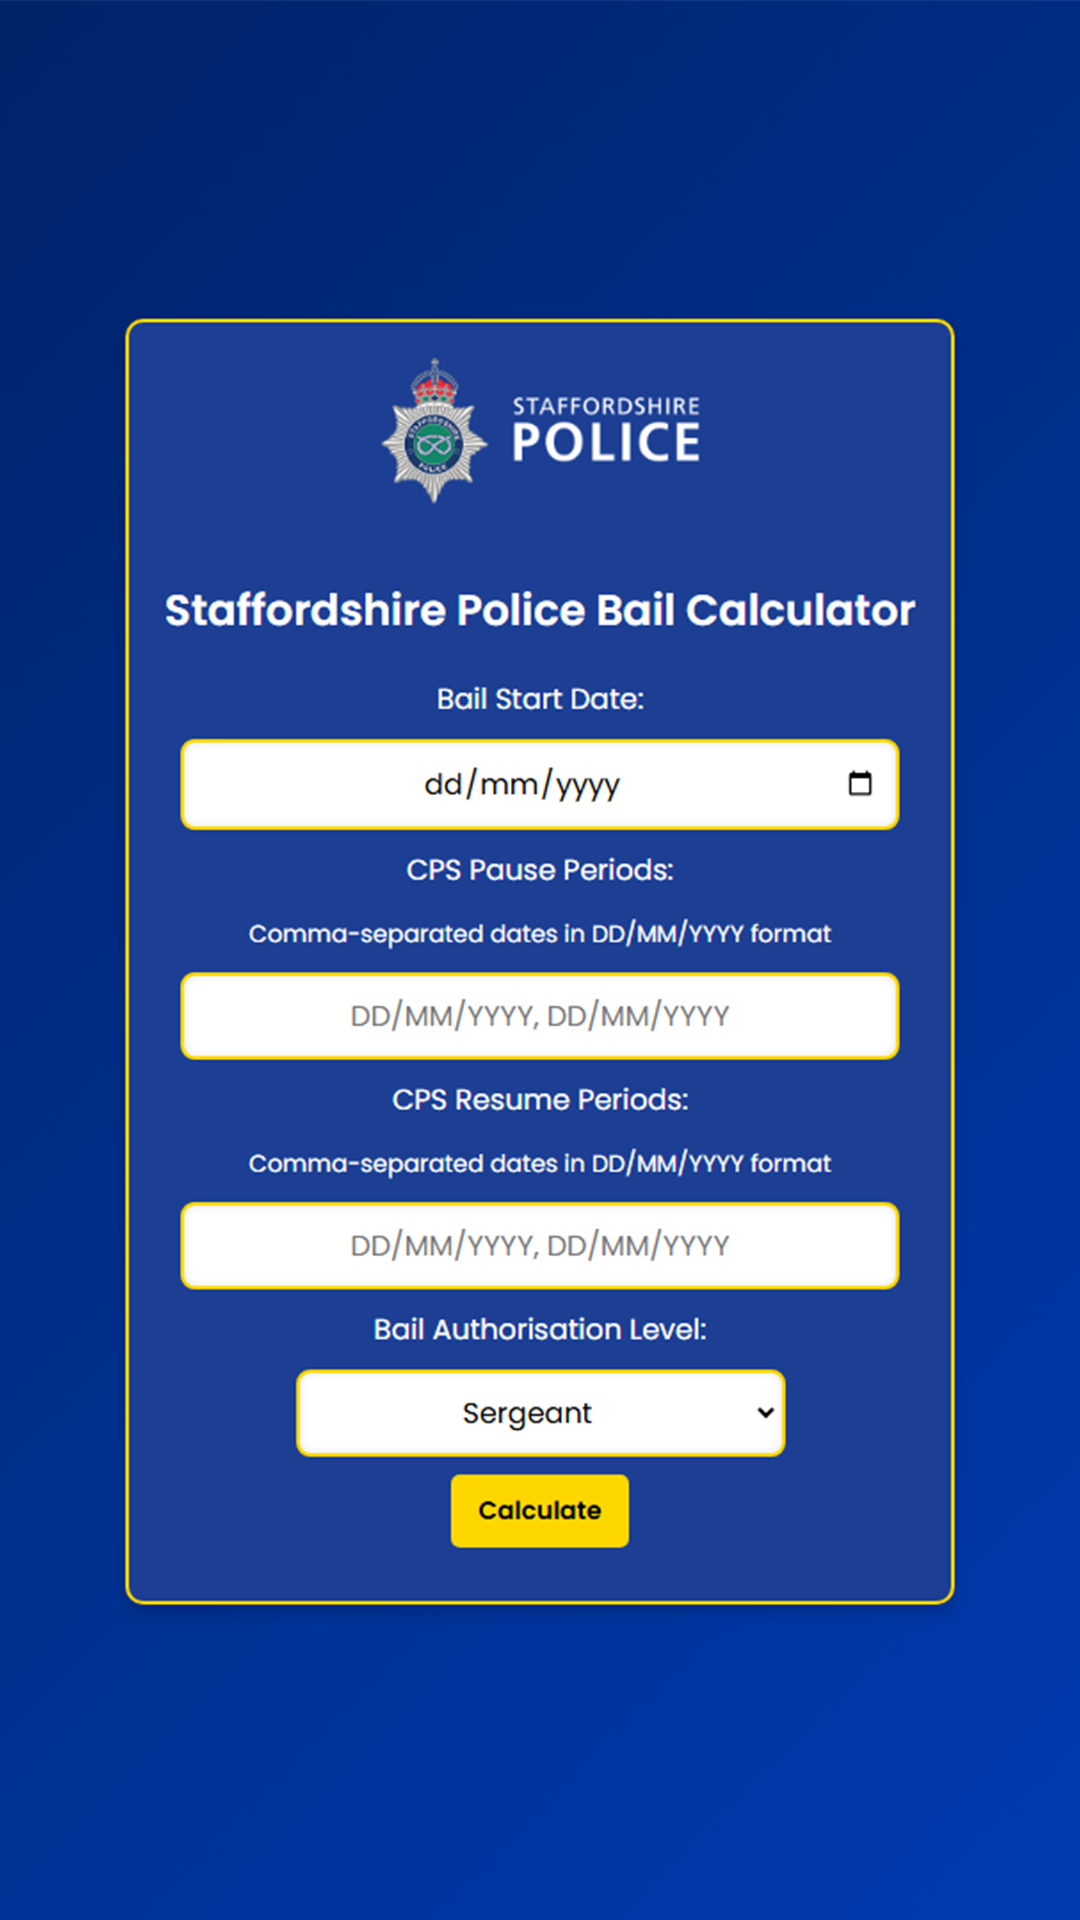 STAFFORDSHIRE
POLICE
STAFFORDSHIRE
POLICE
Staffordshire Police Bail Calculator
Bail Start Date:
dd/mm/yyyy
CPS Pause Periods:
Comma-separated dates in DD/MM/YYYY format
DD/MM/YYYY, DD/MM/YYYY
CPS Resume Periods:
Comma-separated dates in DD/MM/YYYY format
DD/MM/YYYY, DD/MM/YYYY
Bail Authorisation Level:
Sergeant
Calculate